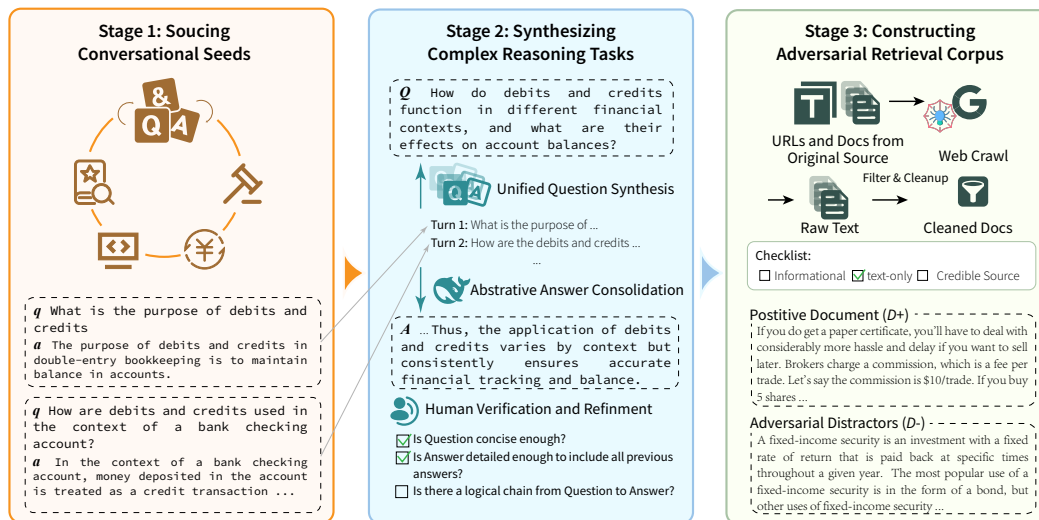 Stage 1: Soucing
Conversational Seeds
&
Q
A
q What is the purpose of debits and
credits
a The purpose of debits and credits in
double-entry bookkeeping is to maintain
balance in accounts.
q How are debits and credits used in
the context of a bank checking
account?
a In the context of a bank checking
account, money deposited in the account
is treated as a credit transaction ...
Stage 2: Synthesizing
Complex Reasoning Tasks
Q How do debits and credits
function in different financial
contexts, and what are their
effects on account balances?
Q A
Unified Question Synthesis
Turn 1: What is the purpose of ...
Turn 2: How are the debits and credits ...
...
Abstrative Answer Consolidation
A ...Thus, the application of debits
and credits varies by context but
consistently ensures accurate
financial tracking and balance.
Human Verification and Refinment
Is Question concise enough?
Is Answer detailed enough to include all previous
answers?
Is there a logical chain from Question to Answer?
Stage 3: Constructing
Adversarial Retrieval Corpus
T
G
URLs and Docs from
Original Source
Web Crawl
Filter & Cleanup
Raw Text
Cleaned Docs
Checklist:
Informational text-only Credible Source
Postitive Document (D+)
If you do get a paper certificate, you'll have to deal with
considerably more hassle and delay if you want to sell
later. Brokers charge a commission, which is a fee per
trade. Let's say the commission is $10/trade. If you buy
5 shares ...
Adversarial Distractors (D-)
A fixed-income security is an investment with a fixed
rate of return that is paid back at specific times
throughout a given year. The most popular use of a
fixed-income security is in the form of a bond, but
other uses of fixed-income security ...